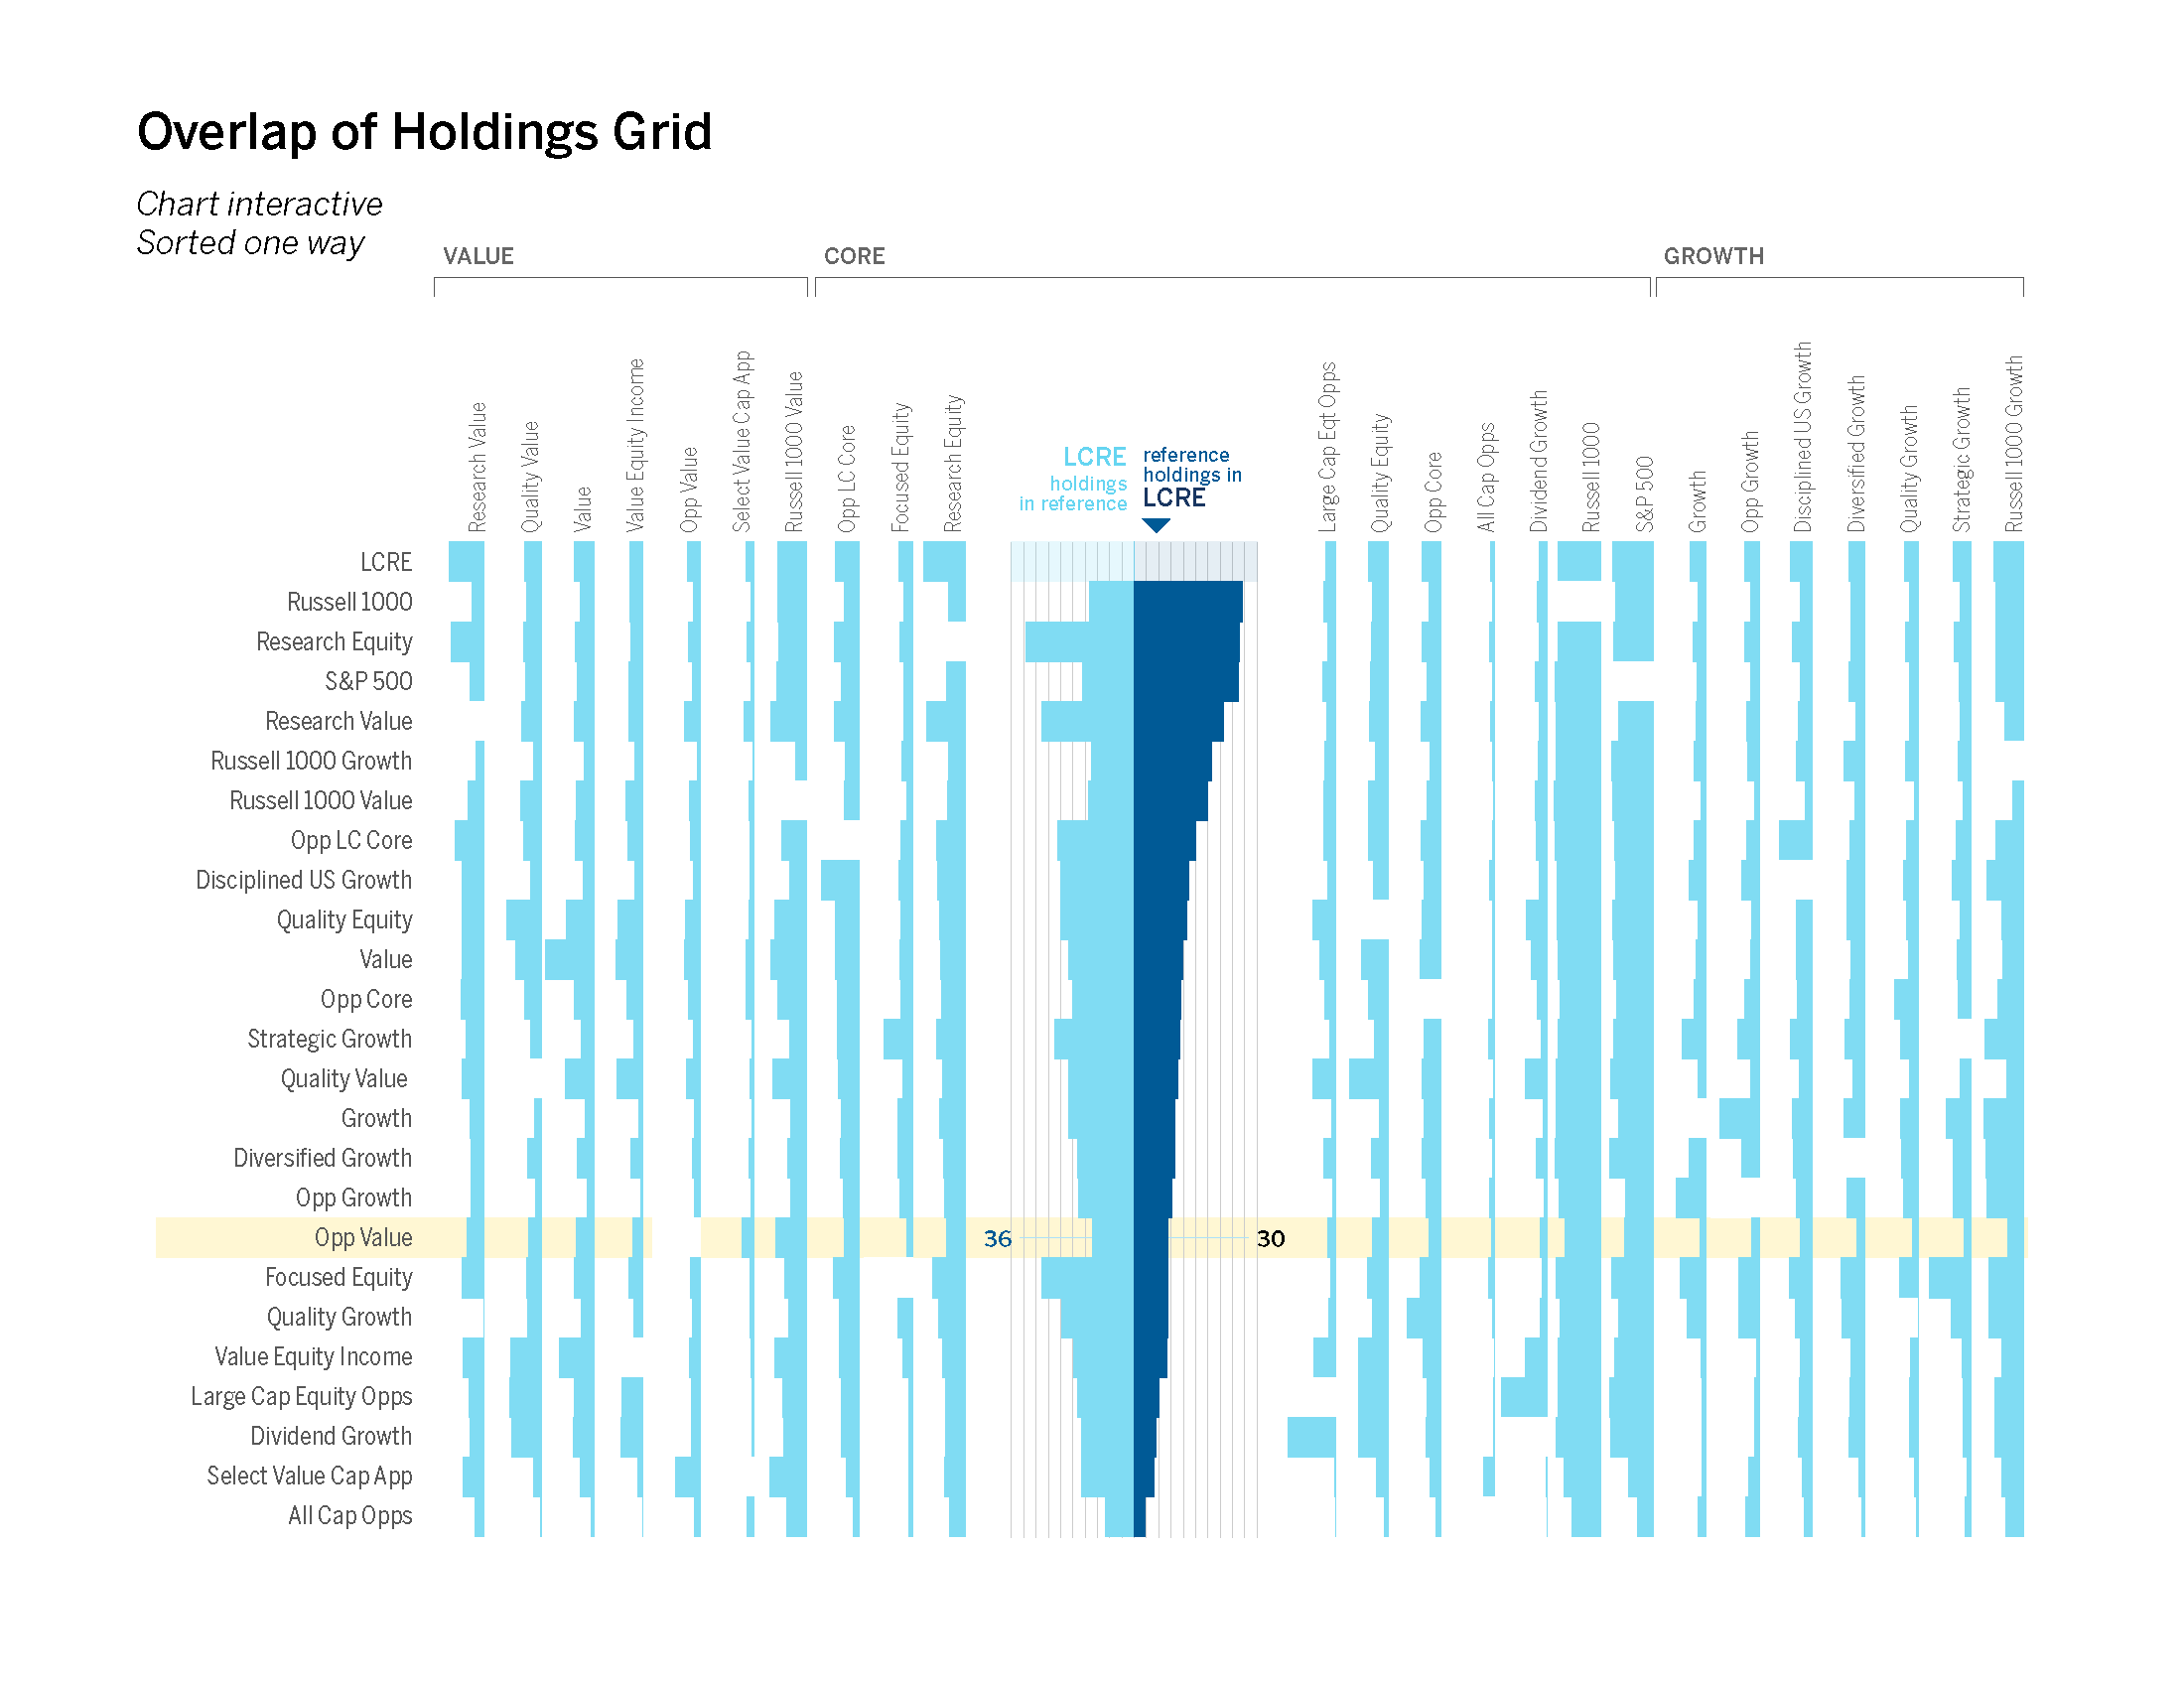 Overlap of Holdings Grid
Chart interactive
Sorted one way
VALUE
CORE
GROWTH
Research Value
Quality Value
Value
Value Equity Income
Opp Value
Select Value Cap App
Russell 1000 Value
Opp LC Core
Focused Equity
Research Equity
LCRE
holdings
in reference
reference
holdings in
LCRE
Large Cap Eqt Opps
Quality Equity
Opp Core
All Cap Opps
Dividend Growth
Russell 1000
S&P 500
Growth
Opp Growth
Disciplined US Growth
Diversified Growth
Quality Growth
Strategic Growth
Russell 1000 Growth
LCRE
Russell 1000
Research Equity
S&P 500
Research Value
Russell 1000 Growth
Russell 1000 Value
Opp LC Core
Disciplined US Growth
Quality Equity
Value
Opp Core
Strategic Growth
Quality Value
Growth
Diversified Growth
Opp Growth
Opp Value
36
30
Focused Equity
Quality Growth
Value Equity Income
Large Cap Equity Opps
Dividend Growth
Select Value Cap App
All Cap Opps